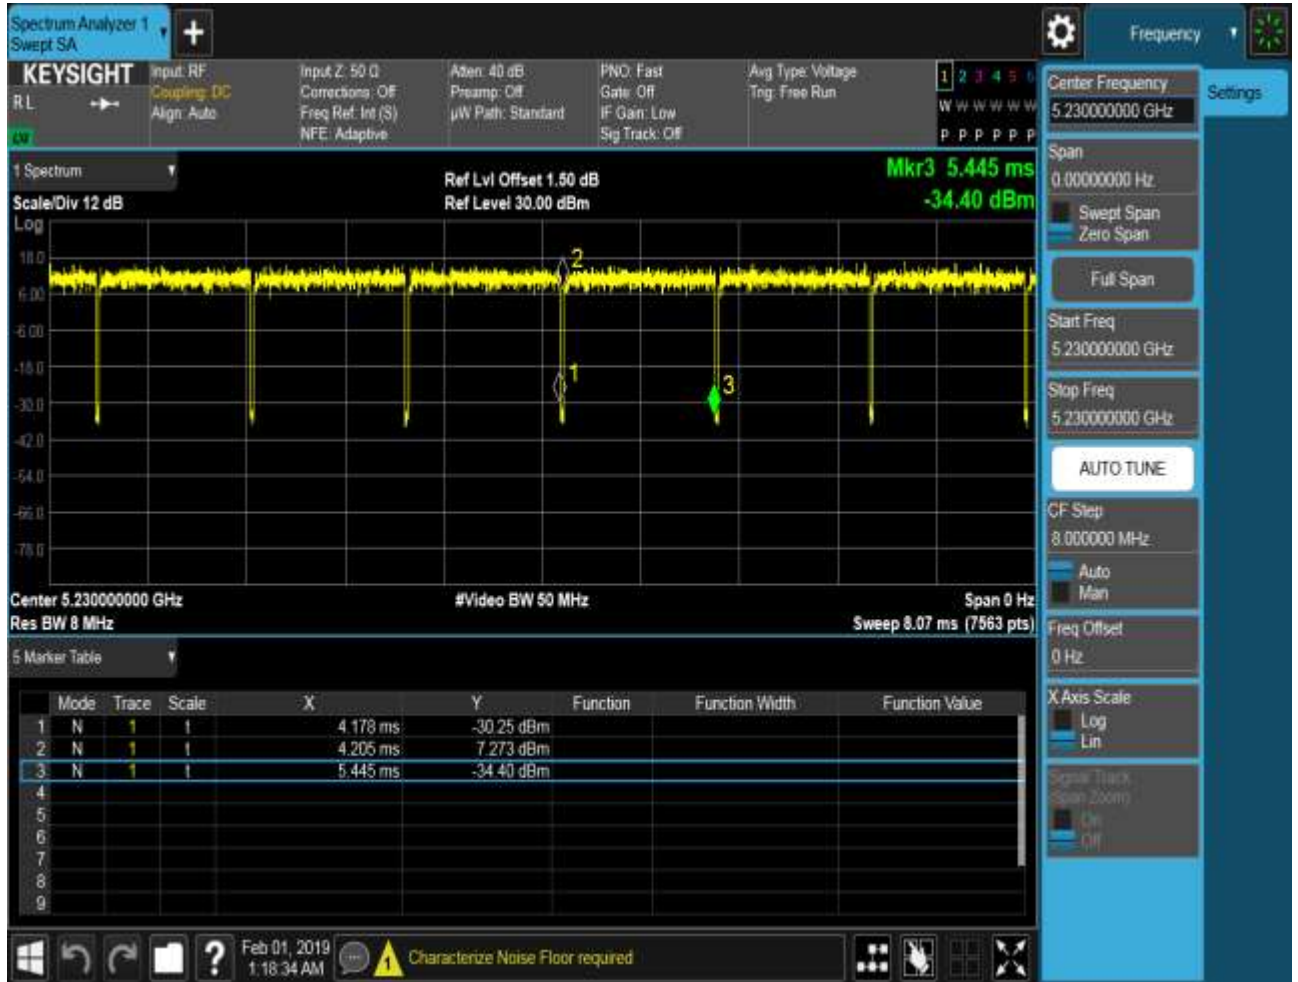 Spectrum Analyzer 1
Swept SA
+
Frequency
KEYSIGHT
R L
Input: RF
Coupling: DC
Align: Auto
Input Z: 50 Ω
Corrections: Off
Freq Ref: Int (S)
NFE: Adaptive
Atten: 40 dB
Preamp: Off
µW Path: Standard
PNO: Fast
Gate: Off
IF Gain: Low
Sig Track: Off
Avg Type: Voltage
Trig: Free Run
1 2 3 4 5 6
W W W W W W
P P P P P P
1 Spectrum
Scale/Div 12 dB
Log
Ref Lvl Offset 1.50 dB
Ref Level 30.00 dBm
Mkr3 5.445 ms
-34.40 dBm
18.0
6.00
-6.00
-18.0
-30.0
-42.0
-54.0
-66.0
-78.0
2
1
3
Center 5.230000000 GHz
Res BW 8 MHz
#Video BW 50 MHz
Span 0 Hz
Sweep 8.07 ms (7563 pts)
5 Marker Table
Mode Trace Scale X Y Function Function Width Function Value
1 N 1 t 4.178 ms -30.25 dBm
2 N 1 t 4.205 ms 7.273 dBm
3 N 1 t 5.445 ms -34.40 dBm
4
5
6
7
8
9
Center Frequency
5.230000000 GHz
Settings
Span
0.00000000 Hz
Swept Span
Zero Span
Full Span
Start Freq
5.230000000 GHz
Stop Freq
5.230000000 GHz
AUTO TUNE
CF Step
8.000000 MHz
Auto
Man
Freq Offset
0 Hz
X Axis Scale
Log
Lin
Signal Track
(Span Zoom)
On
Off
?
Feb 01, 2019
1:18:34 AM
1
Characterize Noise Floor required